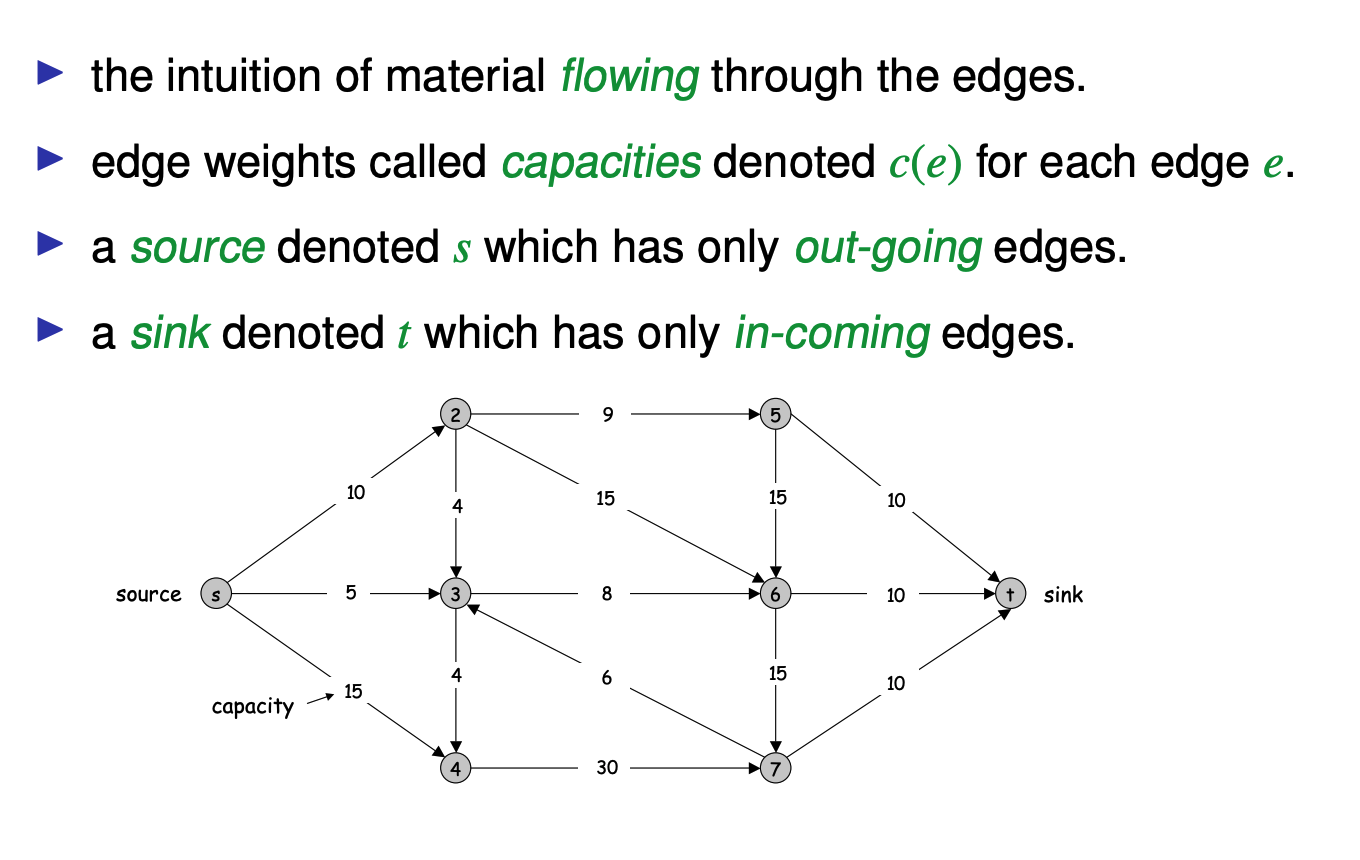 ▶ the intuition of material flowing through the edges.
▶ edge weights called capacities denoted c(e) for each edge e.
▶ a source denoted s which has only out-going edges.
▶ a sink denoted t which has only in-coming edges.
2 9 5
10 4 15 15 10
source s 5 3 8 6 10 t sink
4 6 15 10
capacity 15
4 30 7